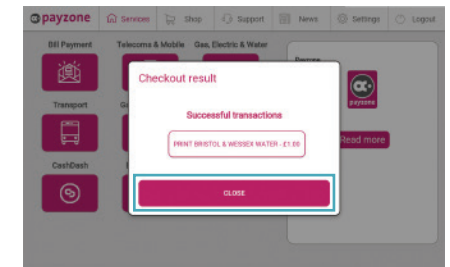 payzone Services Shop Support News Settings Logout
Bill Payment Telecoms & Mobile Gas, Electric & Water
Checkout result
Transport
Successful transactions
payzone
PRINT BRISTOL & WESSEX WATER - £1.00
Read more
CashDash
CLOSE